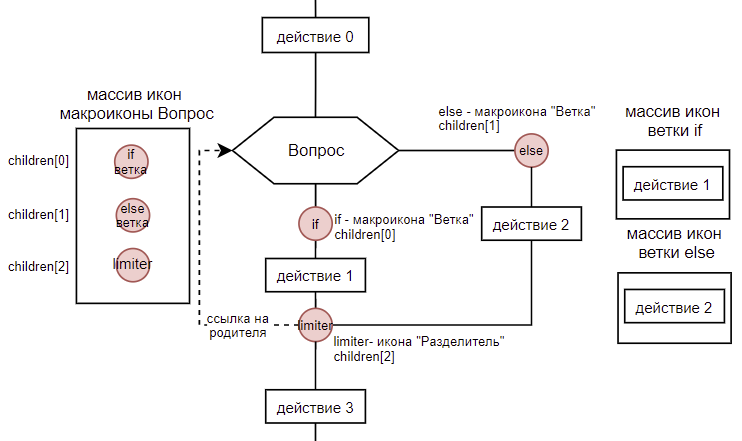 действие 0
массив икон
макроиконы Вопрос
children[0]
if
ветка
children[1]
else
ветка
children[2]
limiter
Вопрос
else - макроикона "Ветка"
children[1]
else
if
if - макроикона "Ветка"
children[0]
действие 2
действие 1
ссылка на
родителя
limiter
limiter- икона "Разделитель"
children[2]
действие 3
массив икон
ветки if
действие 1
массив икон
ветки else
действие 2